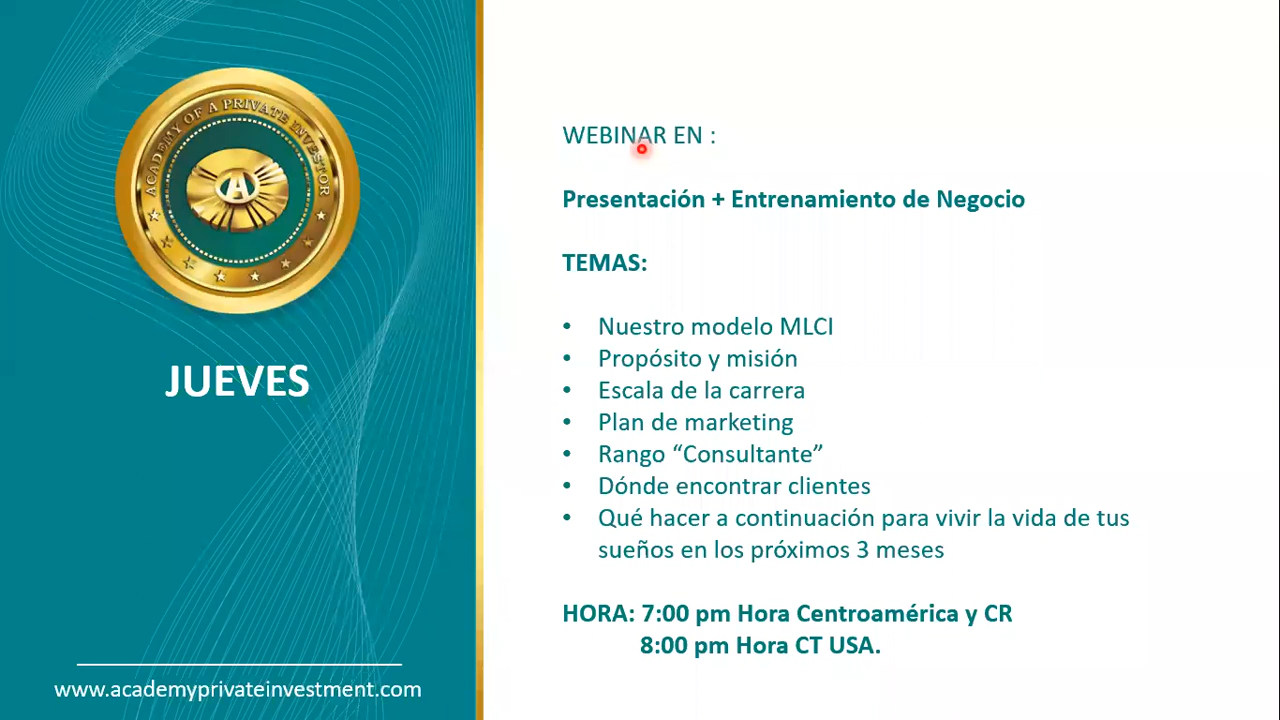 ACADEMY OF A PRIVATE INVESTOR
A
JUEVES
www.academyprivateinvestment.com
WEBINAR EN :
Presentación + Entrenamiento de Negocio
TEMAS:
• Nuestro modelo MLCI
• Propósito y misión
• Escala de la carrera
• Plan de marketing
• Rango “Consultante”
• Dónde encontrar clientes
• Qué hacer a continuación para vivir la vida de tus
sueños en los próximos 3 meses
HORA: 7:00 pm Hora Centroamérica y CR
8:00 pm Hora CT USA.